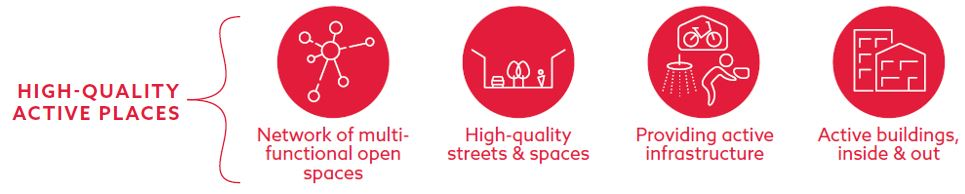 HIGH-QUALITY
ACTIVE PLACES
Network of multi-
functional open
spaces
High-quality
streets & spaces
Providing active
infrastructure
Active buildings,
inside & out